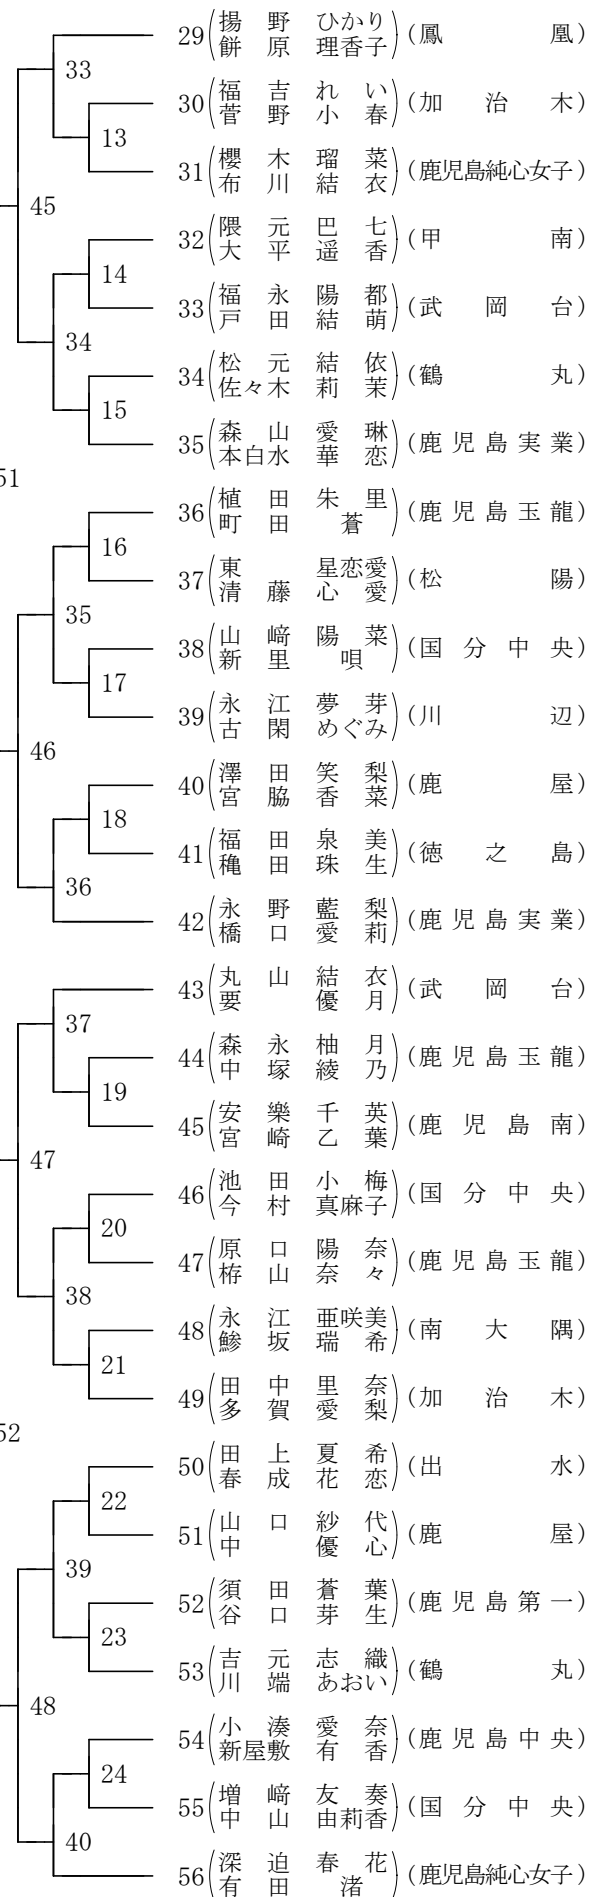 29(揚野ひかり 餅原理香子)(鳳凰)
33
30(福吉れい 菅野小春)(加治木)
13
31(櫻木瑠菜 布川結衣)(鹿児島純心女子)
45
32(隈元巴七 大平遥香)(甲南)
14
33(福永陽都 戸田結萌)(武岡台)
34
34(松元結依 佐々木莉茉)(鶴丸)
15
35(森山愛琳 本白水華恋)(鹿児島実業)
51
36(植田朱里 町田蒼)(鹿児島玉龍)
16
37(東星恋愛 清藤心愛)(松陽)
35
38(山﨑陽菜 新里唄)(国分中央)
17
39(永江夢芽 古閑めぐみ)(川辺)
46
40(澤田笑梨 宮脇香菜)(鹿屋)
18
41(福田泉美 穐田珠生)(徳之島)
36
42(永野藍梨 橋口愛莉)(鹿児島実業)
43(丸山結衣 要優月)(武岡台)
37
44(森永柚月 中塚綾乃)(鹿児島玉龍)
19
45(安樂千英 宮崎乙葉)(鹿児島南)
47
46(池田小梅 今村真麻子)(国分中央)
20
47(原口陽奈 栫山奈々)(鹿児島玉龍)
38
48(永江亜咲美 鯵坂瑞希)(南大隅)
21
49(田中里奈 多賀愛梨)(加治木)
52
50(田上夏希 春成花恋)(出水)
22
51(山口紗代 中優心)(鹿屋)
39
52(須田蒼葉 谷口芽生)(鹿児島第一)
23
53(吉元志織 川端あおい)(鶴丸)
48
54(小湊愛奈 新屋敷有香)(鹿児島中央)
24
55(増﨑友奏 中山由莉香)(国分中央)
40
56(深迫春花 有田渚)(鹿児島純心女子)